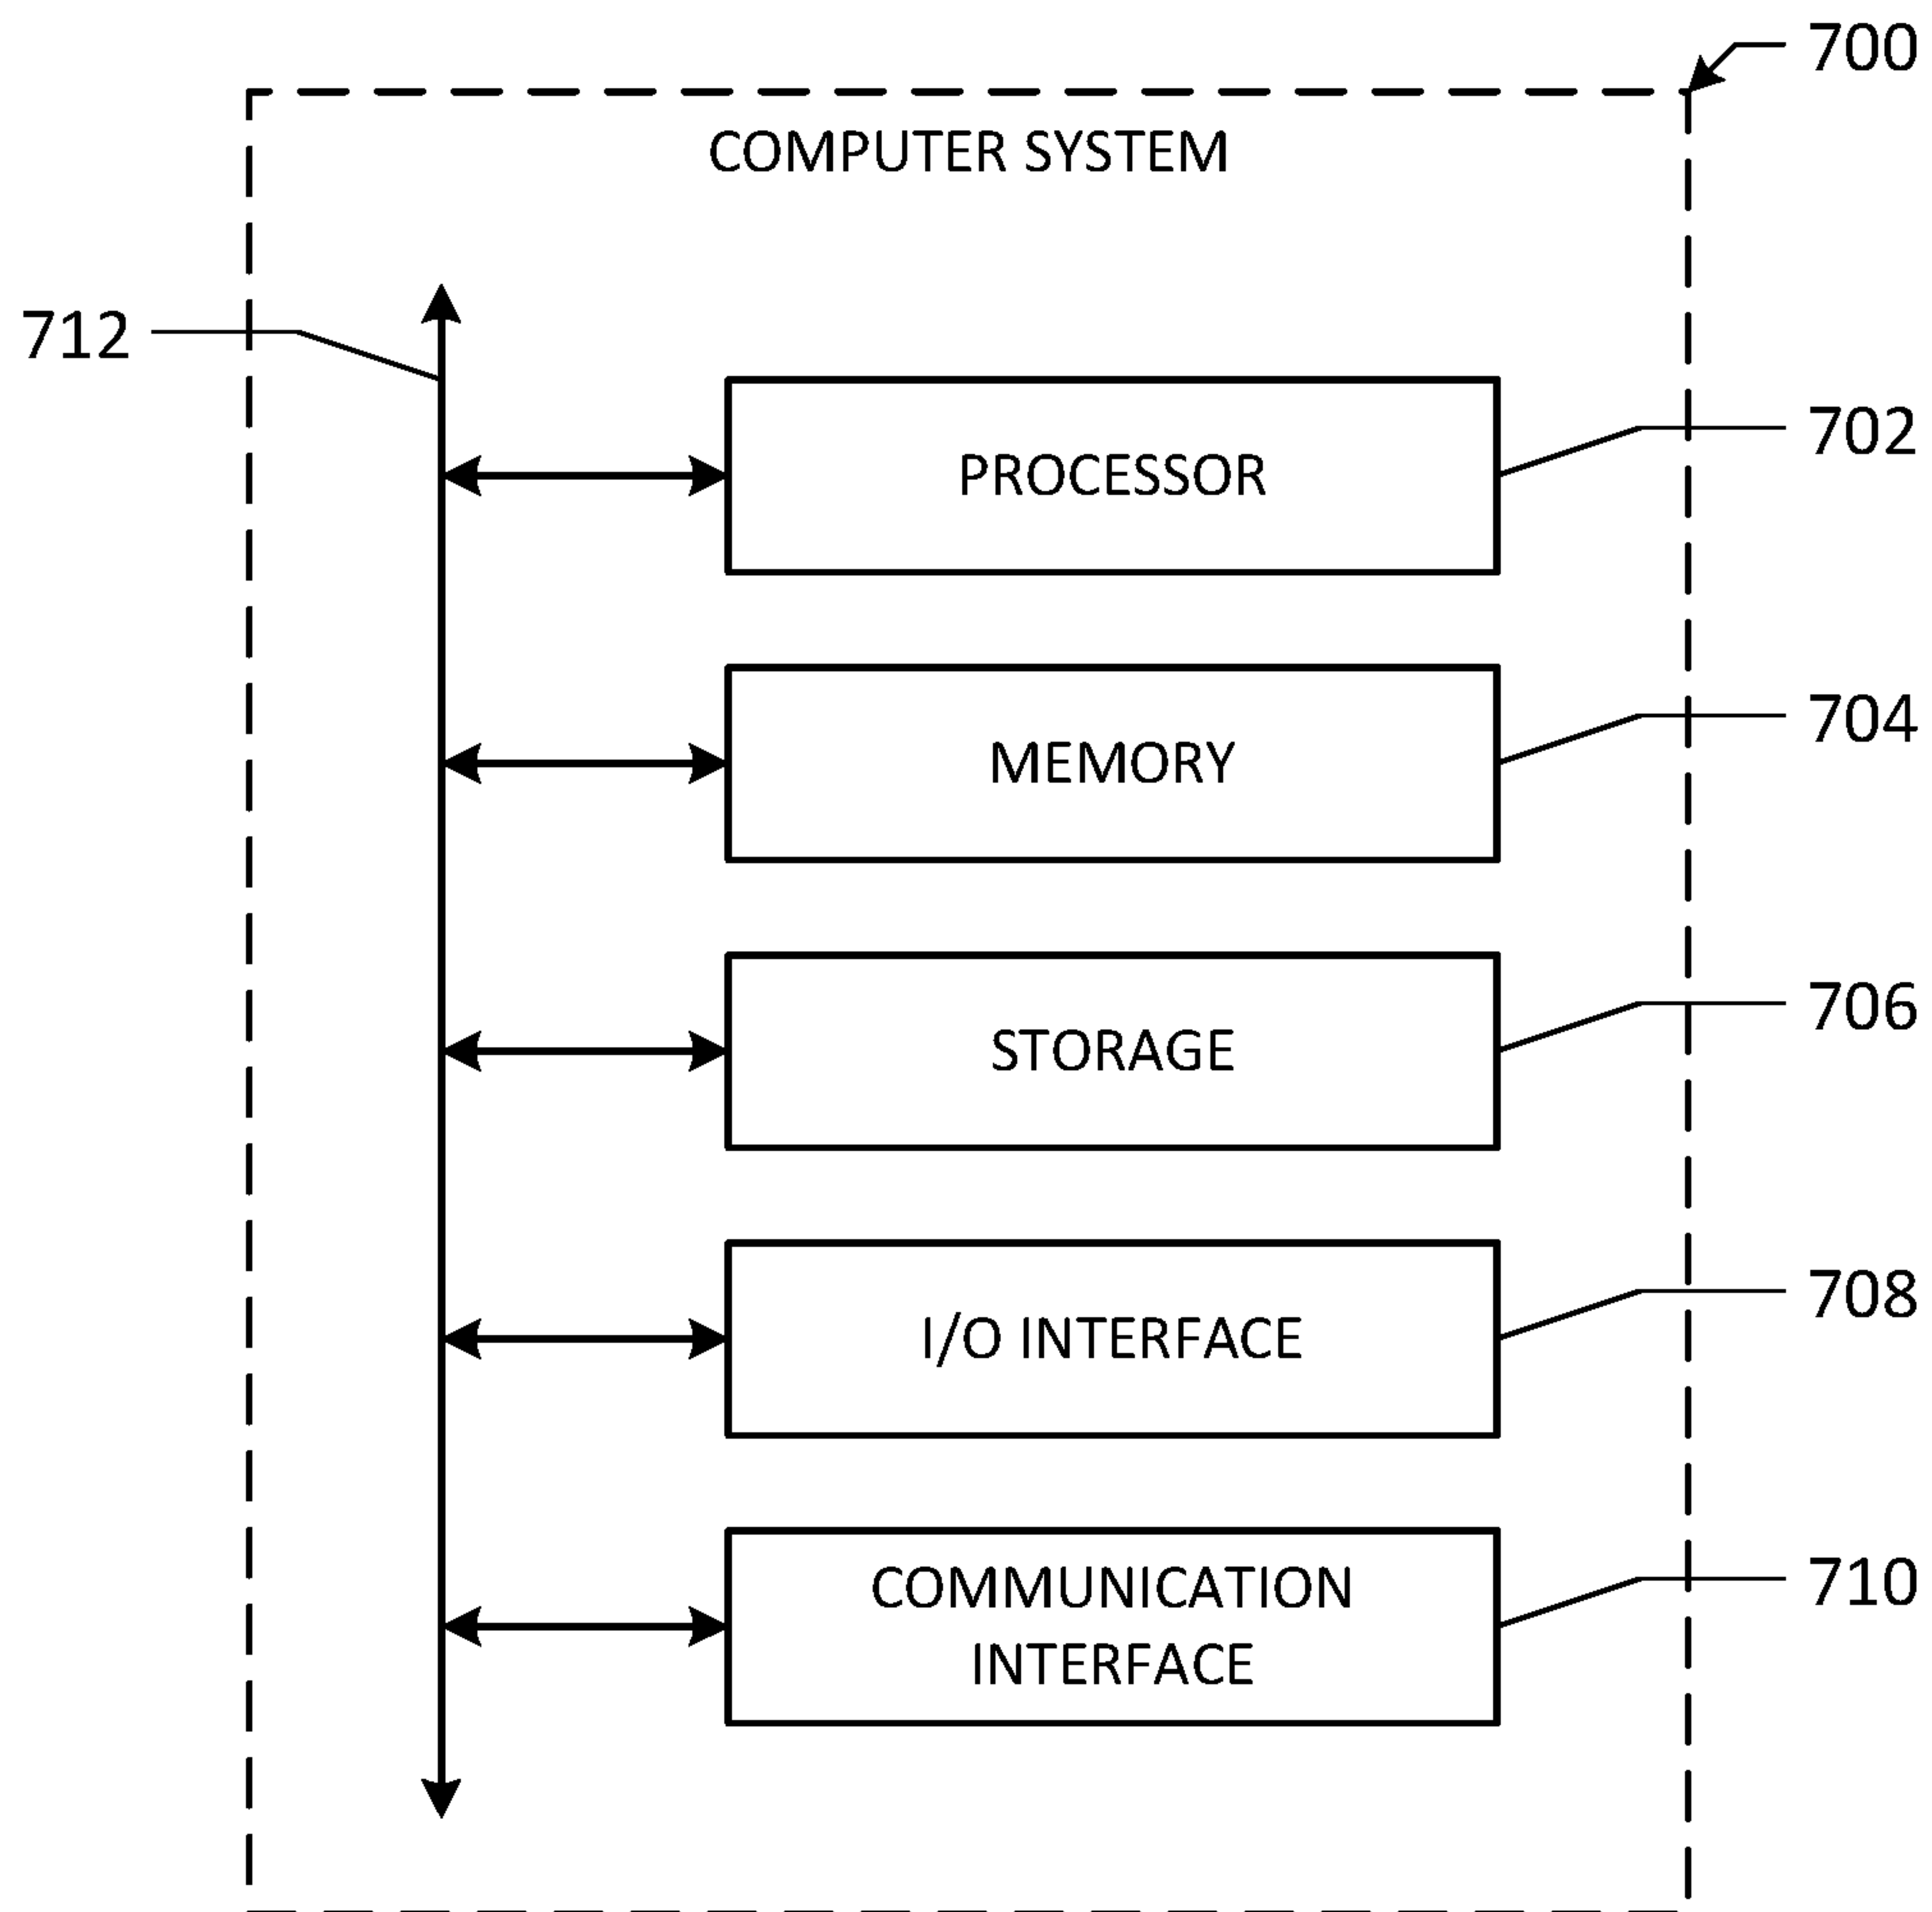 700
COMPUTER SYSTEM
712
702
PROCESSOR
704
MEMORY
706
STORAGE
708
I/O INTERFACE
710
COMMUNICATION
INTERFACE